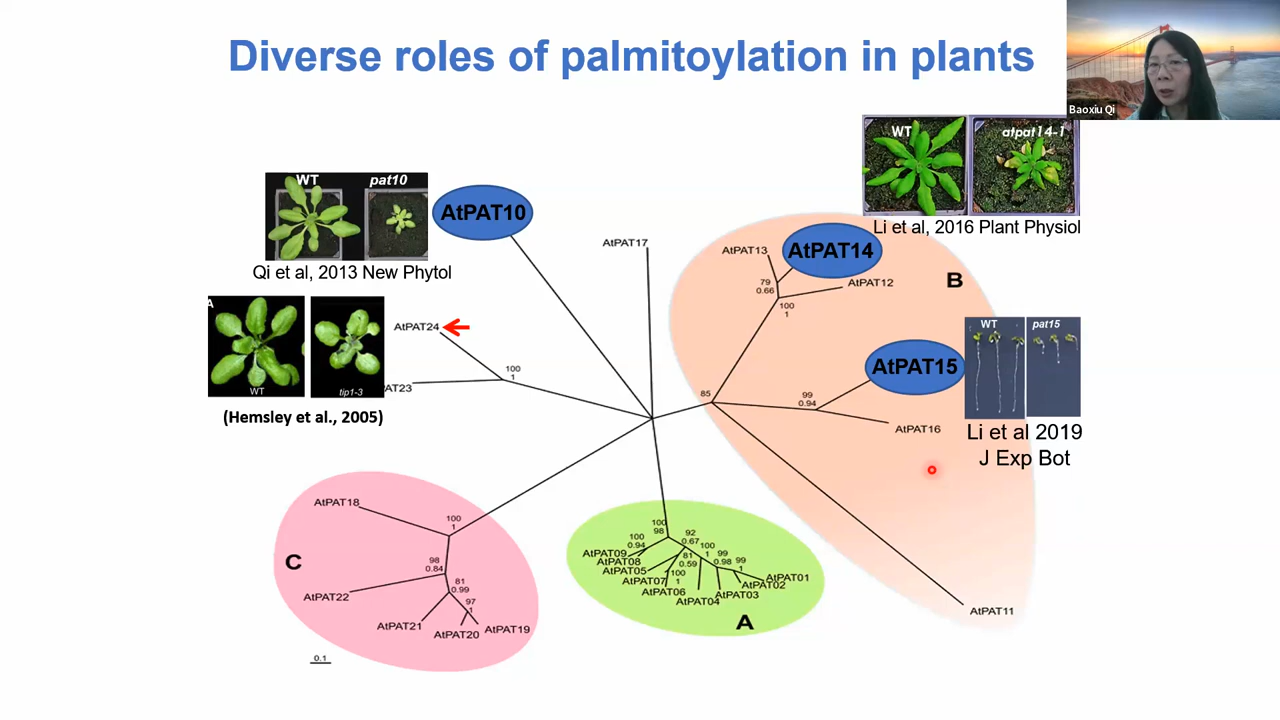 Diverse roles of palmitoylation in plants
Baoxiu Qi
WT
atpat14-1
Li et al, 2016 Plant Physiol
WT
pat10
AtPAT10
Qi et al, 2013 New Phytol
AtPAT17
AtPAT13
AtPAT14
AtPAT12
79
0.66
100
1
B
A
WT
tip1-3
(Hemsley et al., 2005)
AtPAT24
AT23
100
1
85
99
0.94
AtPAT15
AtPAT16
WT
pat15
Li et al 2019
J Exp Bot
AtPAT11
C
AtPAT18
100
1
98
0.84
81
0.99
97
1
AtPAT22
AtPAT21
AtPAT20
AtPAT19
0.1
100
98
100
0.94
92
0.67
100
1
81
0.59
99
0.98
99
1
100
1
AtPAT09
AtPAT08
AtPAT05
AtPAT07
AtPAT06
AtPAT04
AtPAT03
AtPAT02
AtPAT01
A